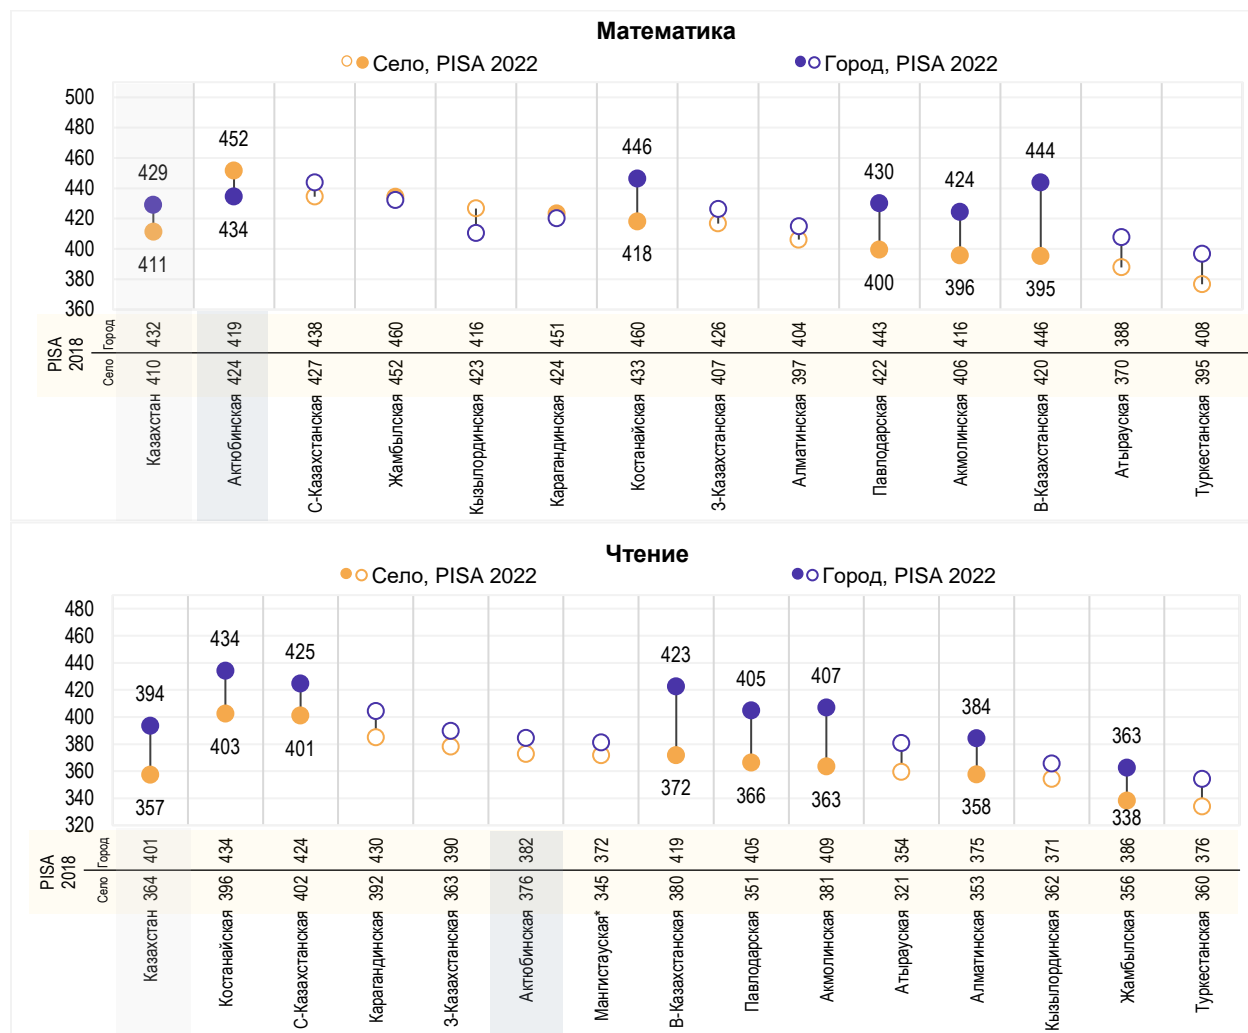 Математика
Село, PISA 2022 Город, PISA 2022
500
480
460
440
420
400
380
360
429 452 446 430 424 444
411 434 418 400 396 395
PISA 2018
Город 432 419 438 460 416 451 460 426 404 443 416 446 388 408
Село 410 424 427 452 423 424 433 407 397 422 406 420 370 395
Казахстан Актюбинская С-Казахстанская Жамбылская Кызылординская Карагандинская Костанайская З-Казахстанская Алматинская Павлодарская Акмолинская В-Казахстанская Атырауская Туркестанская
Чтение
Село, PISA 2022 Город, PISA 2022
480
460
440
420
400
380
360
340
320
394 434 425 423 405 407 384 363
357 403 401 372 366 363 358 338
PISA 2018
Город 401 434 424 430 390 382 372 419 405 409 354 375 371 386 376
Село 364 396 402 392 363 376 345 380 351 381 321 353 362 356 360
Казахстан Костанайская С-Казахстанская Карагандинская З-Казахстанская Актюбинская Мангистауская* В-Казахстанская Павлодарская Акмолинская Атырауская Алматинская Кызылординская Жамбылская Туркестанская